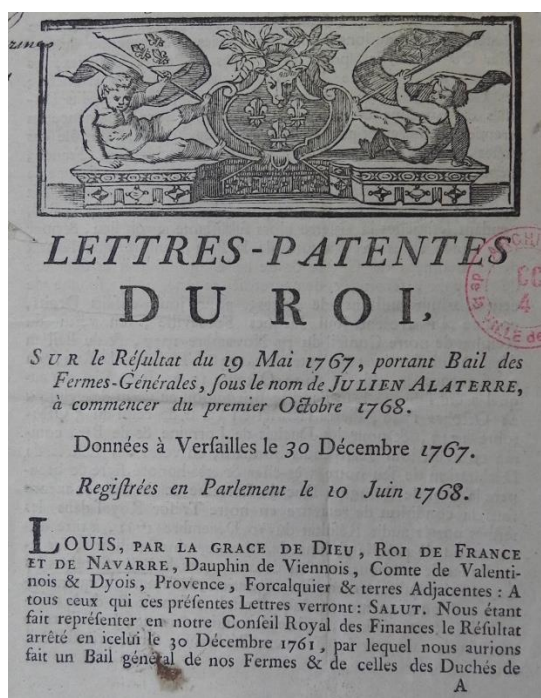 LETTRES-PATENTES
DU ROI,
SUR le Réſultat du 19 Mai 1767, portant Bail des
Fermes-Générales, ſous le nom de JULIEN ALATERRE,
à commencer du premier Octobre 1768.
Données à Verſailles le 30 Décembre 1767.
Regiſtrées en Parlement le 10 Juin 1768.
LOUIS, PAR LA GRACE DE DIEU, ROI DE FRANCE
ET DE NAVARRE, Dauphin de Viennois, Comte de Valenti-
nois & Dyois, Provence, Forcalquier & terres Adjacentes : A
tous ceux qui ces préſentes Lettres verront : SALUT. Nous étant
fait repréſenter en notre Conſeil Royal des Finances le Réſultat
arrêté en icelui le 30 Décembre 1761, par lequel nous aurions
fait un Bail général de nos Fermes & de celles des Duchés de
A
de la VILLE de